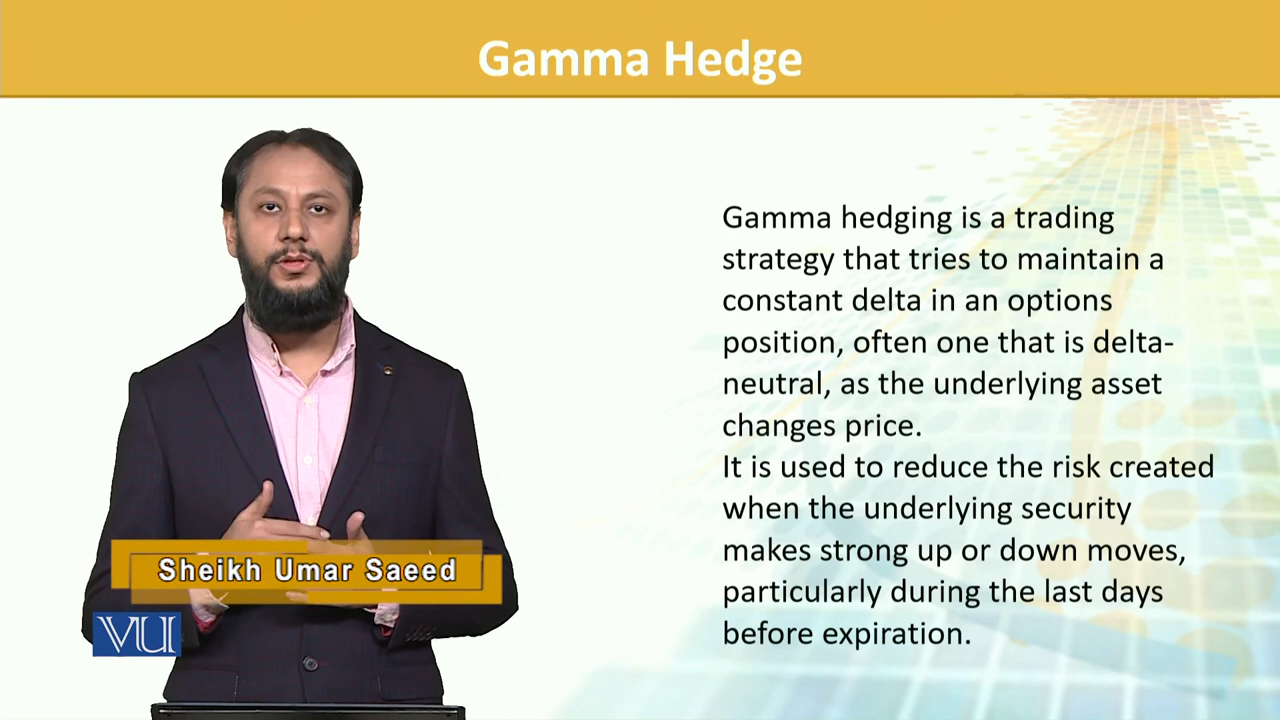 Gamma Hedge
Gamma hedging is a trading
strategy that tries to maintain a
constant delta in an options
position, often one that is delta-
neutral, as the underlying asset
changes price.
It is used to reduce the risk created
when the underlying security
makes strong up or down moves,
particularly during the last days
before expiration.
Sheikh Umar Saeed
VU